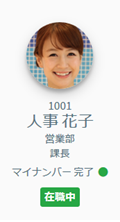 1001
人事 花子
営業部
課長
マイナンバー 完了
在職中